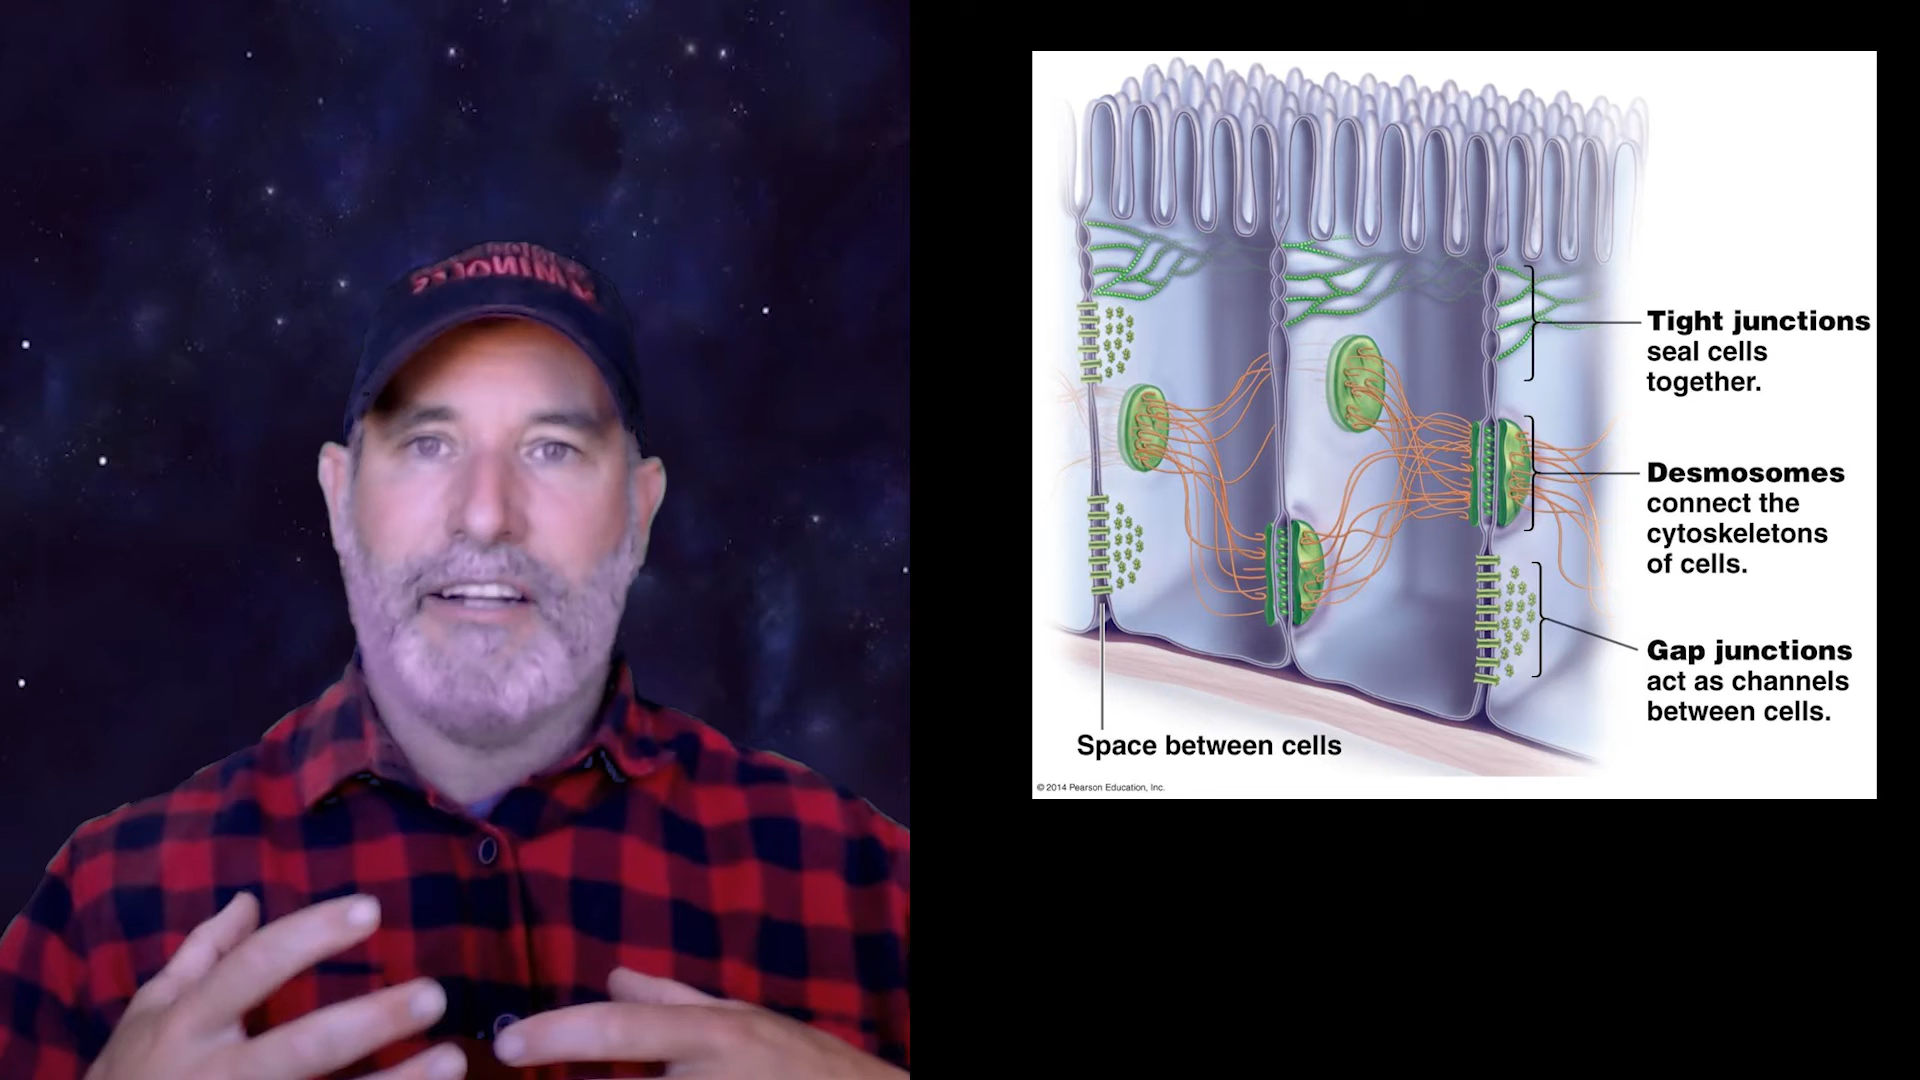 Tight junctions
seal cells
together.
Desmosomes
connect the
cytoskeletons
of cells.
Gap junctions
act as channels
between cells.
Space between cells
© 2014 Pearson Education, Inc.